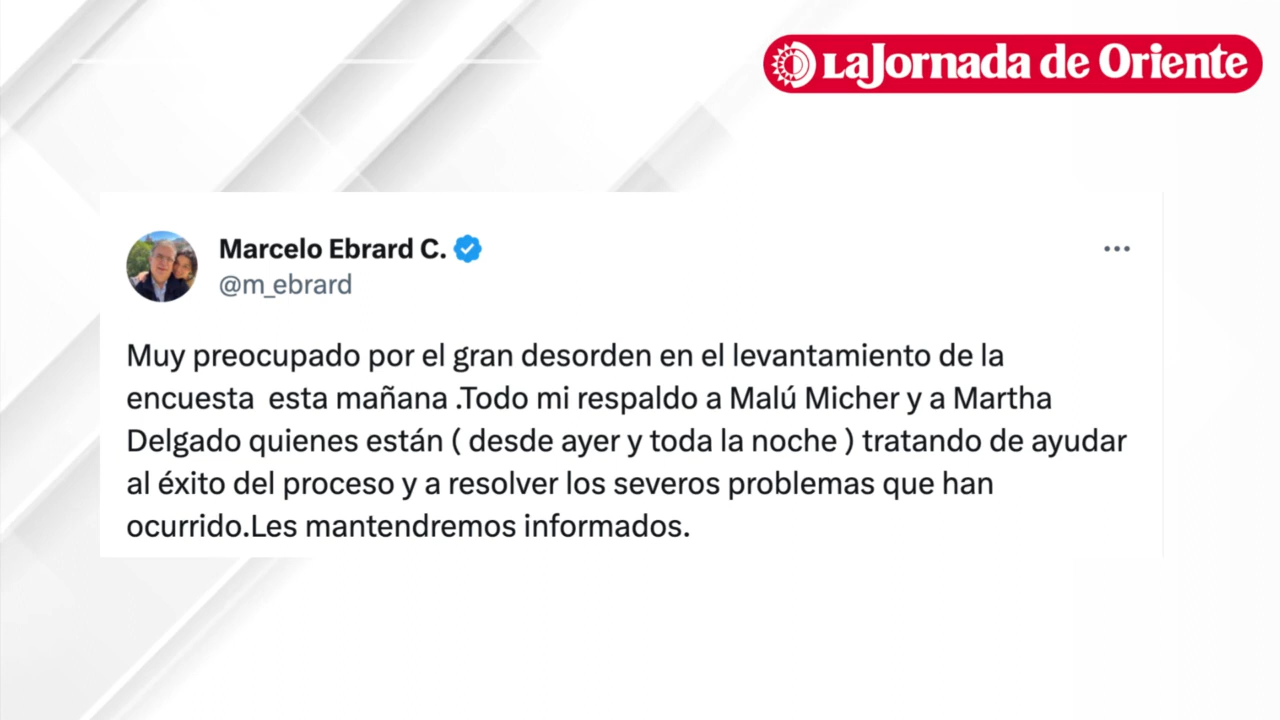 LaJornada de Oriente
Marcelo Ebrard C.
@m_ebrard
Muy preocupado por el gran desorden en el levantamiento de la
encuesta  esta mañana .Todo mi respaldo a Malú Micher y a Martha
Delgado quienes están ( desde ayer y toda la noche ) tratando de ayudar
al éxito del proceso y a resolver los severos problemas que han
ocurrido.Les mantendremos informados.